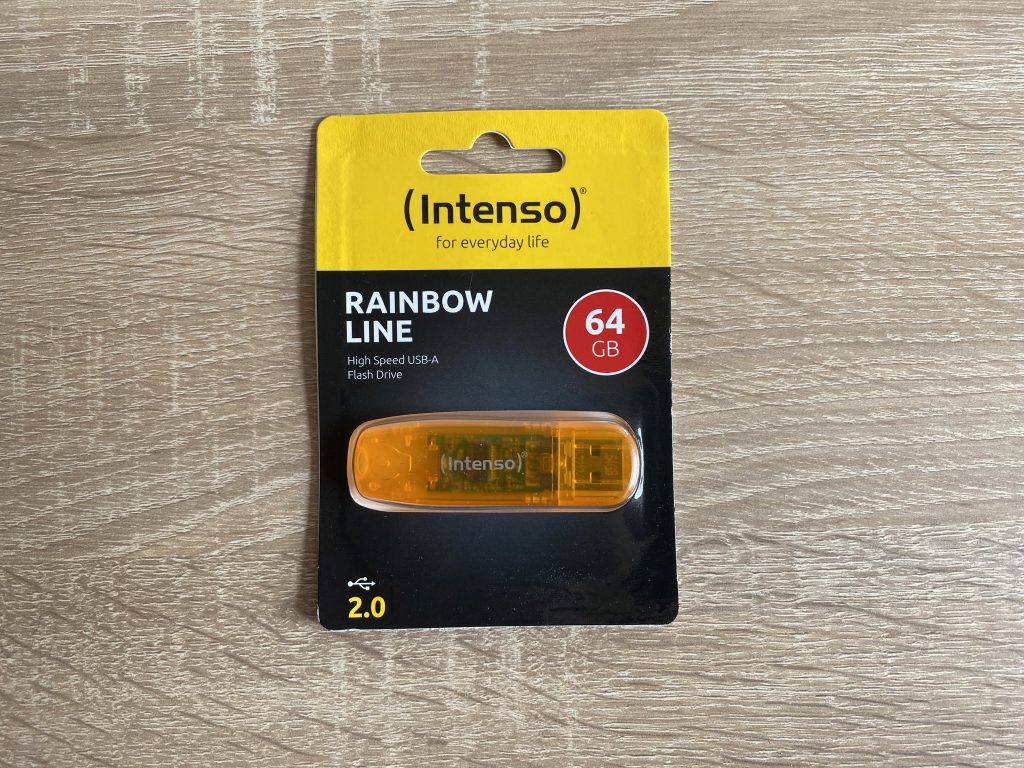 (Intenso)®
for everyday life
RAINBOW
LINE
High Speed USB-A
Flash Drive
64
GB
(Intenso)®
2.0